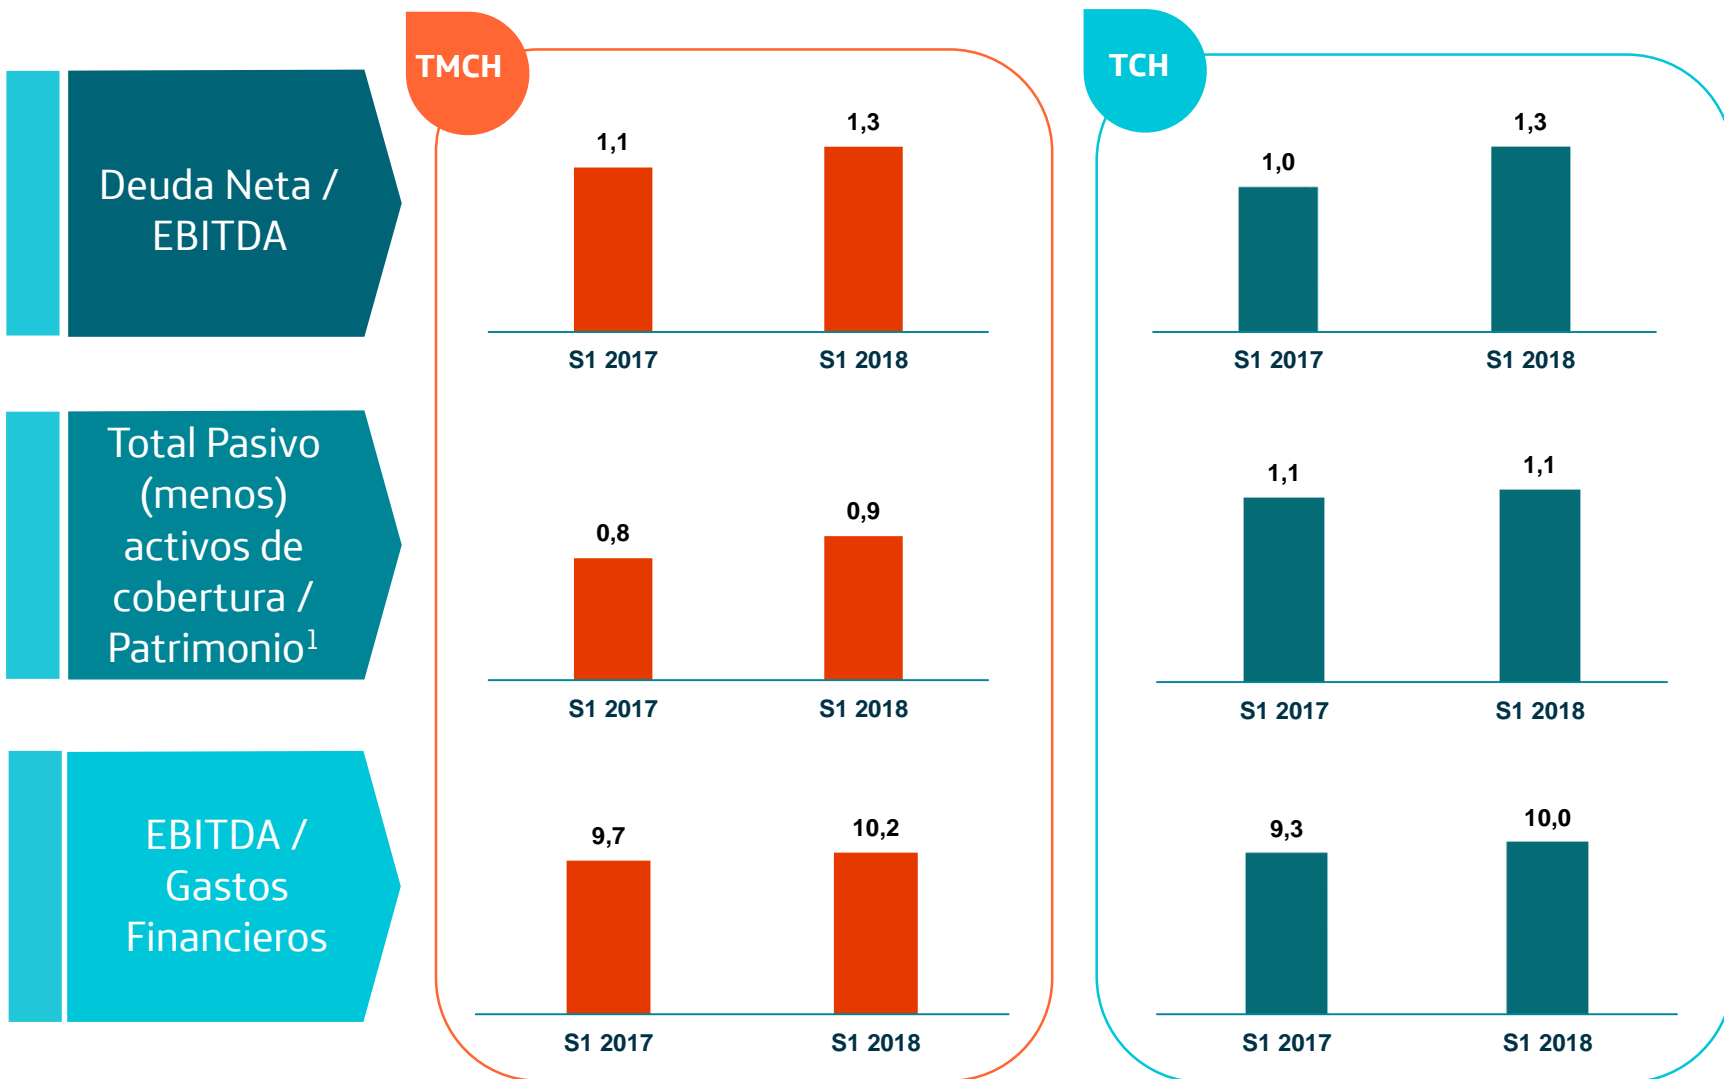 TMCH
TCH
Deuda Neta /
EBITDA
1,1
1,3
S1 2017
S1 2018
1,0
1,3
S1 2017
S1 2018
Total Pasivo
(menos)
activos de
cobertura /
Patrimonio¹
0,8
0,9
S1 2017
S1 2018
1,1
1,1
S1 2017
S1 2018
EBITDA /
Gastos
Financieros
9,7
10,2
S1 2017
S1 2018
9,3
10,0
S1 2017
S1 2018